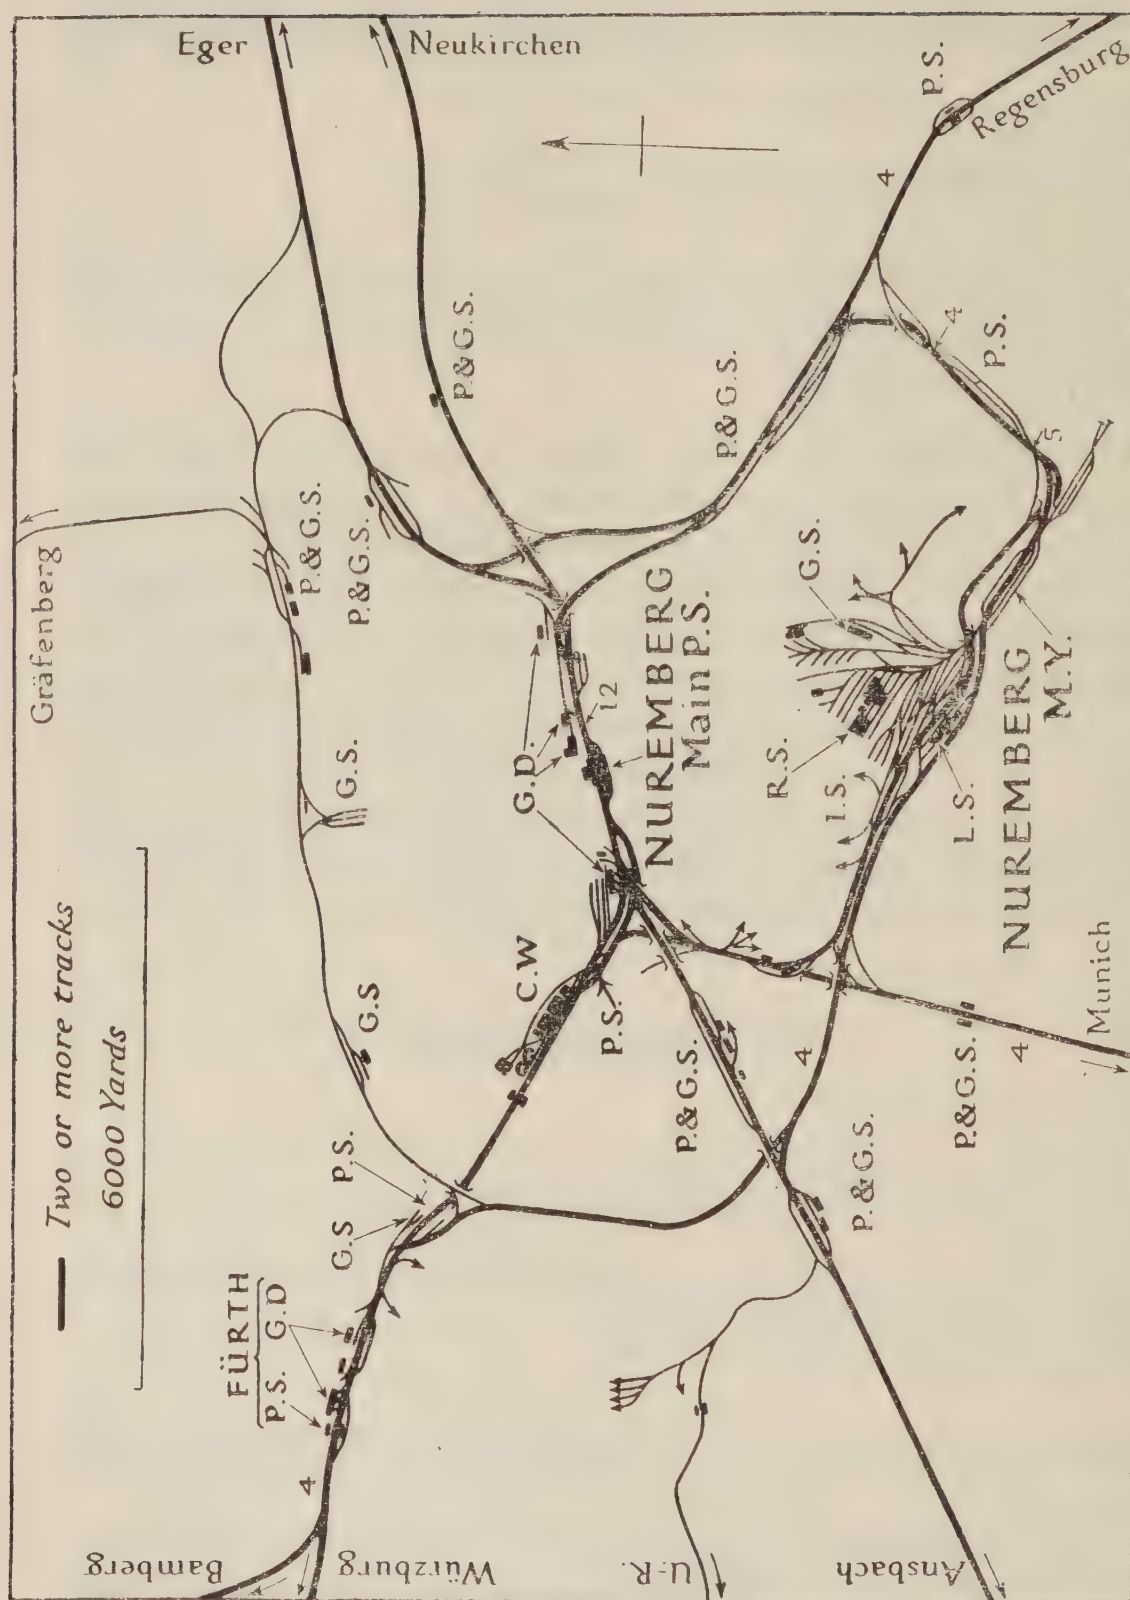 Eger
Neukirchen
P.S.
Regensburg
4
P.&G.S.
P.&G.S.
4
P.S.
5
Gräfenberg
P.&G.S.
P.&G.S.
G.S.
G.S.
G.D.
12
NUREMBERG
Main P.S.
R.S.
I.S.
L.S.
NUREMBERG
M.Y.
Two or more tracks
6000 Yards
C.W
G.S
P.S.
P.&G.S.
4
P.&G.S.
4
Munich
P.&G.S.
P.S.
G.S
FÜRTH
P.S. G.D
4
Bamberg
Würzburg
U-R.
Ansbach